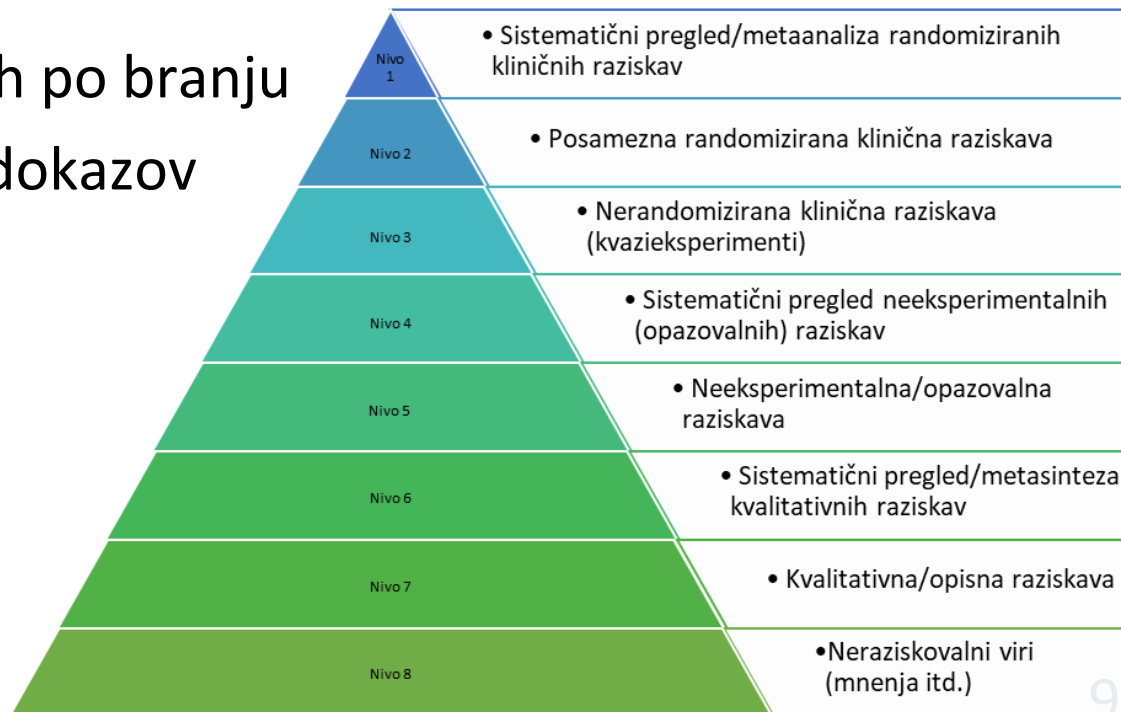 h po branju
dokazov
Nivo
1
• Sistematični pregled/metaanaliza randomiziranih
kliničnih raziskav
Nivo 2
• Posamezna randomizirana klinična raziskava
Nivo 3
• Nerandomizirana klinična raziskava
(kvazieksperimenti)
Nivo 4
• Sistematični pregled neeksperimentalnih
(opazovalnih) raziskav
Nivo 5
• Neeksperimentalna/opazovalna
raziskava
Nivo 6
• Sistematični pregled/metasinteza
kvalitativnih raziskav
Nivo 7
• Kvalitativna/opisna raziskava
Nivo 8
•Neraziskovalni viri
(mnenja itd.)
9